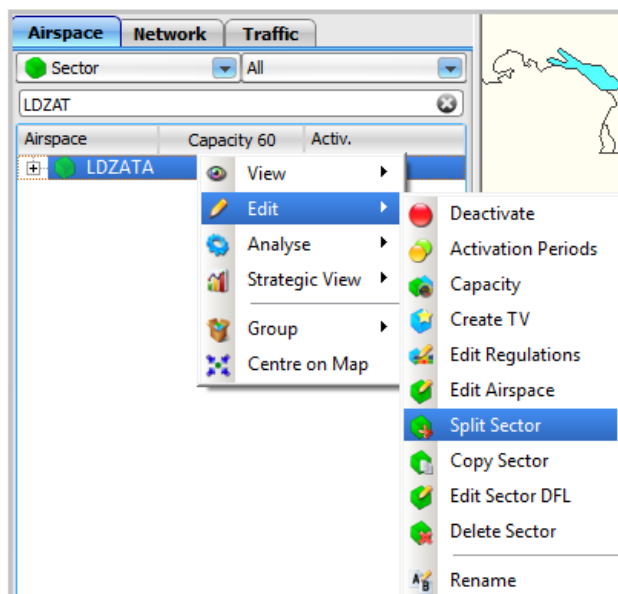 Airspace Network Traffic
Sector All
LDZAT
Airspace Capacity 60 Activ.
LDZATA
View
Edit
Analyse
Strategic View
Group
Centre on Map
Deactivate
Activation Periods
Capacity
Create TV
Edit Regulations
Edit Airspace
Split Sector
Copy Sector
Edit Sector DFL
Delete Sector
Rename